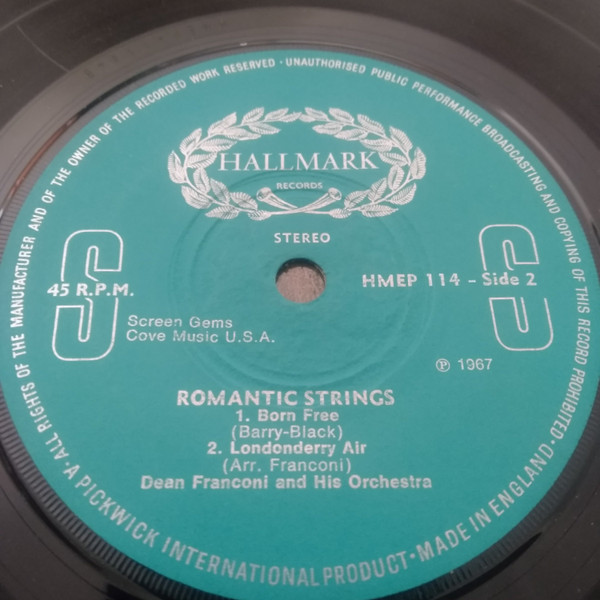 ALL RIGHTS OF THE MANUFACTURER AND OF THE OWNER OF THE RECORDED WORK RESERVED · UNAUTHORISED PUBLIC PERFORMANCE BROADCASTING AND COPYING OF THIS RECORD PROHIBITED ·
HALLMARK
RECORDS
STEREO
S S
45 R.P.M.
HMEP 114 - Side 2
Screen Gems
Cove Music U.S.A.
℗ 1967
ROMANTIC STRINGS
1. Born Free
(Barry-Black)
2. Londonderry Air
(Arr. Franconi)
Dean Franconi and His Orchestra
· A PICKWICK INTERNATIONAL PRODUCT · MADE IN ENGLAND ·